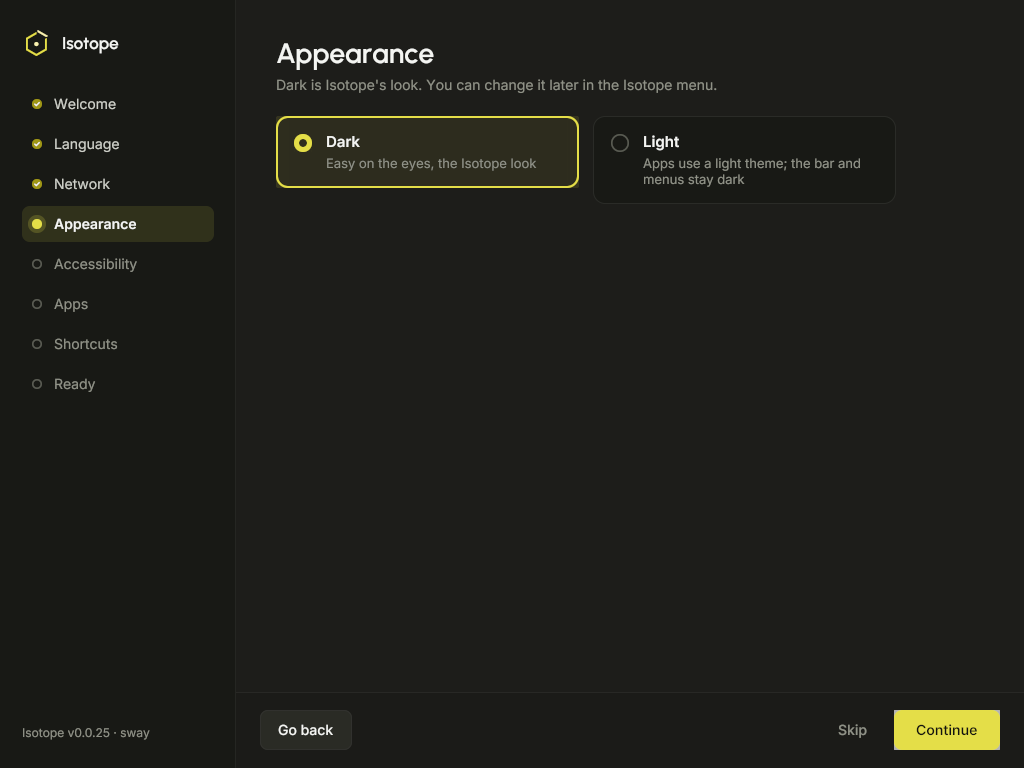 Isotope
Welcome
Language
Network
Appearance
Accessibility
Apps
Shortcuts
Ready
Isotope v0.0.25 · sway
Appearance
Dark is Isotope's look. You can change it later in the Isotope menu.
Dark
Easy on the eyes, the Isotope look
Light
Apps use a light theme; the bar and
menus stay dark
Go back
Skip
Continue